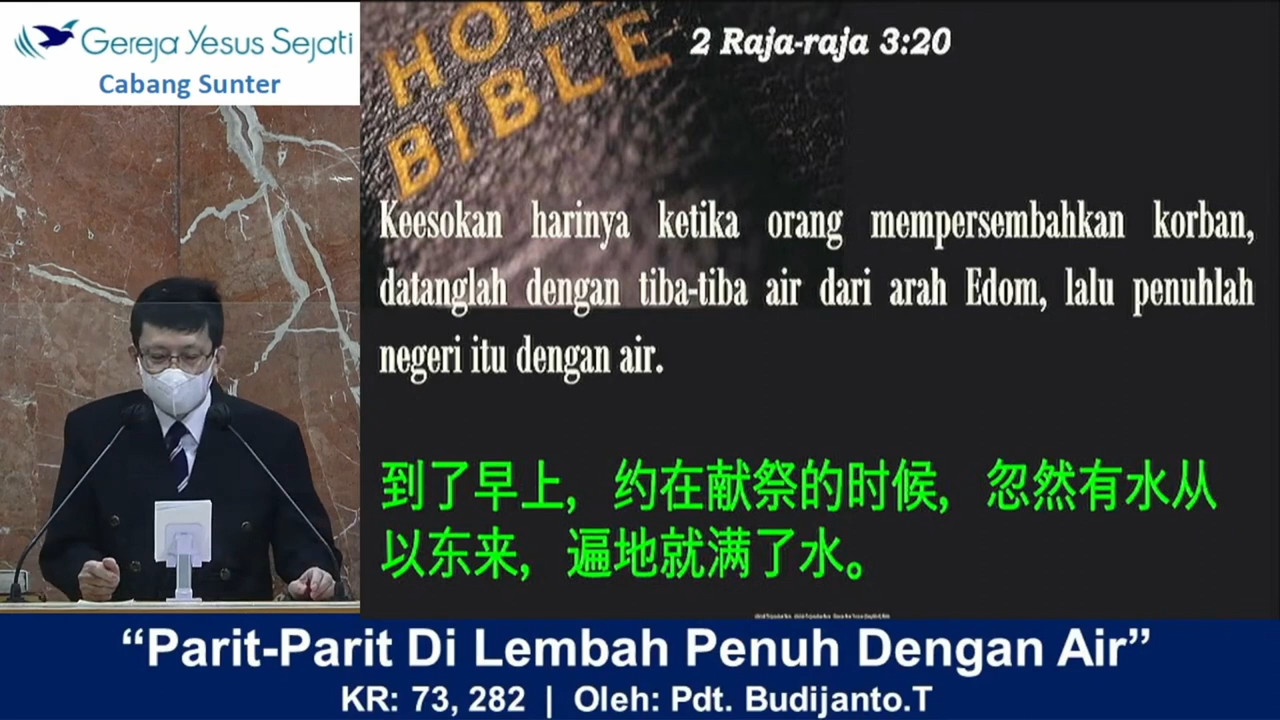 Gereja Yesus Sejati
Cabang Sunter
HOLY
BIBLE
2 Raja-raja 3:20
Keesokan harinya ketika orang mempersembahkan korban,
datanglah dengan tiba-tiba air dari arah Edom, lalu penuhlah
negeri itu dengan air.
到了早上，约在献祭的时候，忽然有水从
以东来，遍地就满了水。
“Parit-Parit Di Lembah Penuh Dengan Air”
KR: 73, 282 | Oleh: Pdt. Budijanto.T